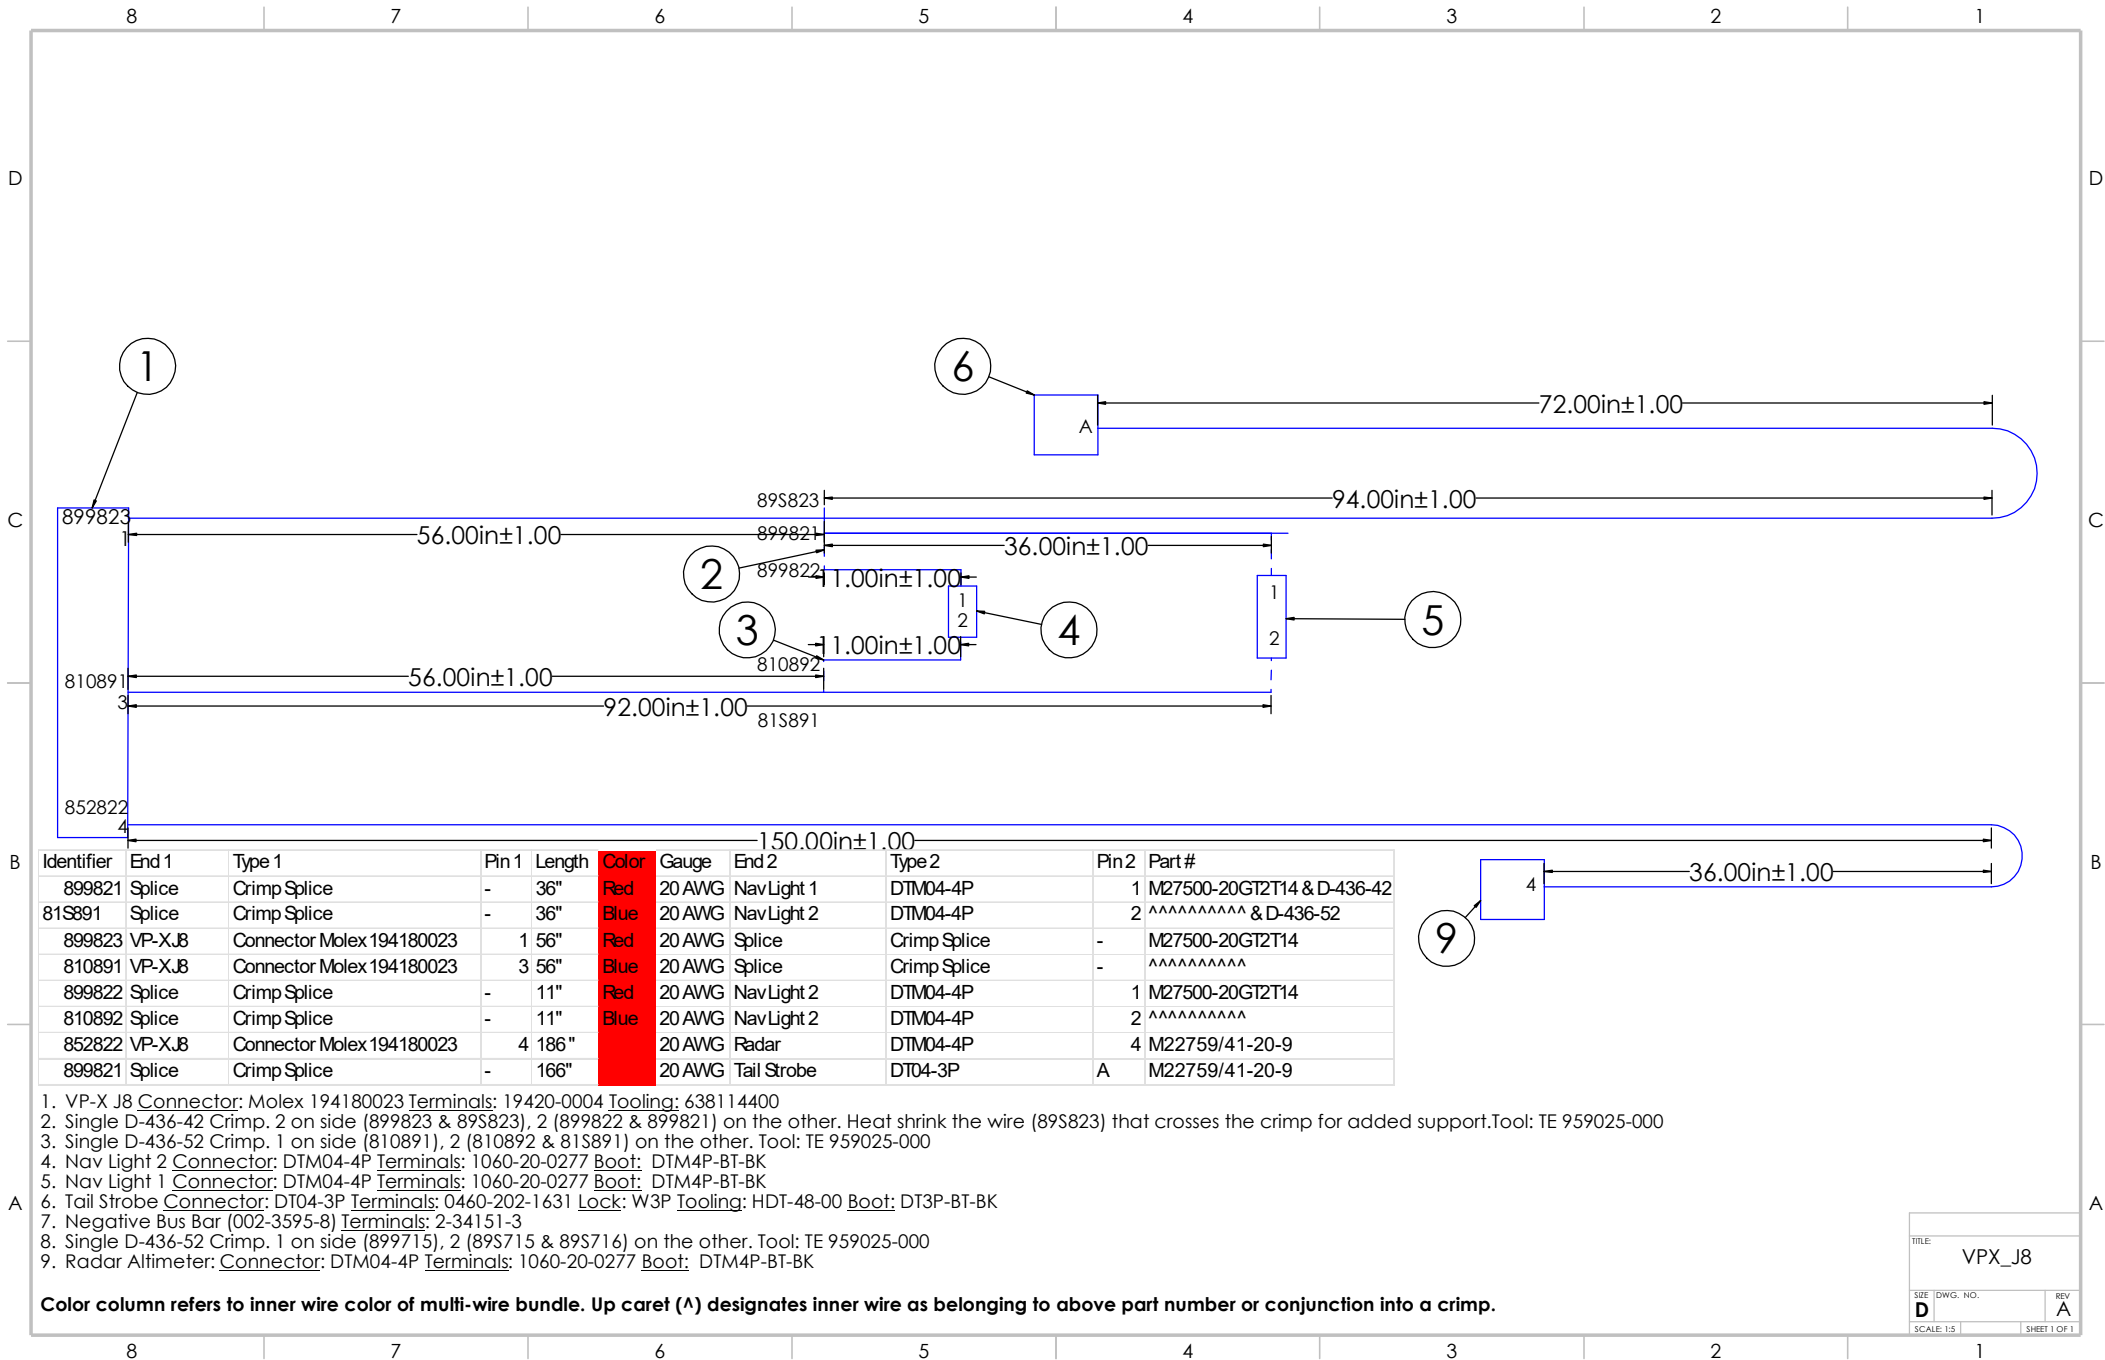 8 7 6 5 4 3 2 1
D D
1
6
72.00in±1.00
A
89S823
94.00in±1.00
C C
899823
1
56.00in±1.00
899821
36.00in±1.00
2
899822
11.00in±1.00
1
2
3
4
1
2
5
11.00in±1.00
810892
810891
56.00in±1.00
3
92.00in±1.00
81S891
852822
4
150.00in±1.00
B B
36.00in±1.00
4
9
Identifier End 1 Type 1 Pin 1 Length Color Gauge End 2 Type 2 Pin 2 Part #
899821 Splice Crimp Splice - 36" Red 20 AWG Nav Light 1 DTM04-4P 1 M27500-20GT2T14 & D-436-42
81S891 Splice Crimp Splice - 36" Blue 20 AWG Nav Light 2 DTM04-4P 2 ^^^^^^^^^^ & D-436-52
899823 VP-X J8 Connector Molex 194180023 1 56" Red 20 AWG Splice Crimp Splice - M27500-20GT2T14
810891 VP-X J8 Connector Molex 194180023 3 56" Blue 20 AWG Splice Crimp Splice - ^^^^^^^^^^
899822 Splice Crimp Splice - 11" Red 20 AWG Nav Light 2 DTM04-4P 1 M27500-20GT2T14
810892 Splice Crimp Splice - 11" Blue 20 AWG Nav Light 2 DTM04-4P 2 ^^^^^^^^^^
852822 VP-X J8 Connector Molex 194180023 4 186" 20 AWG Radar DTM04-4P 4 M22759/41-20-9
899821 Splice Crimp Splice - 166" 20 AWG Tail Strobe DT04-3P A M22759/41-20-9
1. VP-X J8 Connector: Molex 194180023 Terminals: 19420-0004 Tooling: 638114400
2. Single D-436-42 Crimp. 2 on side (899823 & 89S823), 2 (899822 & 899821) on the other. Heat shrink the wire (89S823) that crosses the crimp for added support.Tool: TE 959025-000
3. Single D-436-52 Crimp. 1 on side (810891), 2 (810892 & 81S891) on the other. Tool: TE 959025-000
4. Nav Light 2 Connector: DTM04-4P Terminals: 1060-20-0277 Boot: DTM4P-BT-BK
5. Nav Light 1 Connector: DTM04-4P Terminals: 1060-20-0277 Boot: DTM4P-BT-BK
6. Tail Strobe Connector: DT04-3P Terminals: 0460-202-1631 Lock: W3P Tooling: HDT-48-00 Boot: DT3P-BT-BK
7. Negative Bus Bar (002-3595-8) Terminals: 2-34151-3
8. Single D-436-52 Crimp. 1 on side (899715), 2 (89S715 & 89S716) on the other. Tool: TE 959025-000
9. Radar Altimeter: Connector: DTM04-4P Terminals: 1060-20-0277 Boot: DTM4P-BT-BK
A A
Color column refers to inner wire color of multi-wire bundle. Up caret (^) designates inner wire as belonging to above part number or conjunction into a crimp.
TITLE:
VPX_J8
SIZE DWG. NO. REV
D A
SCALE: 1:5 SHEET 1 OF 1
8 7 6 5 4 3 2 1